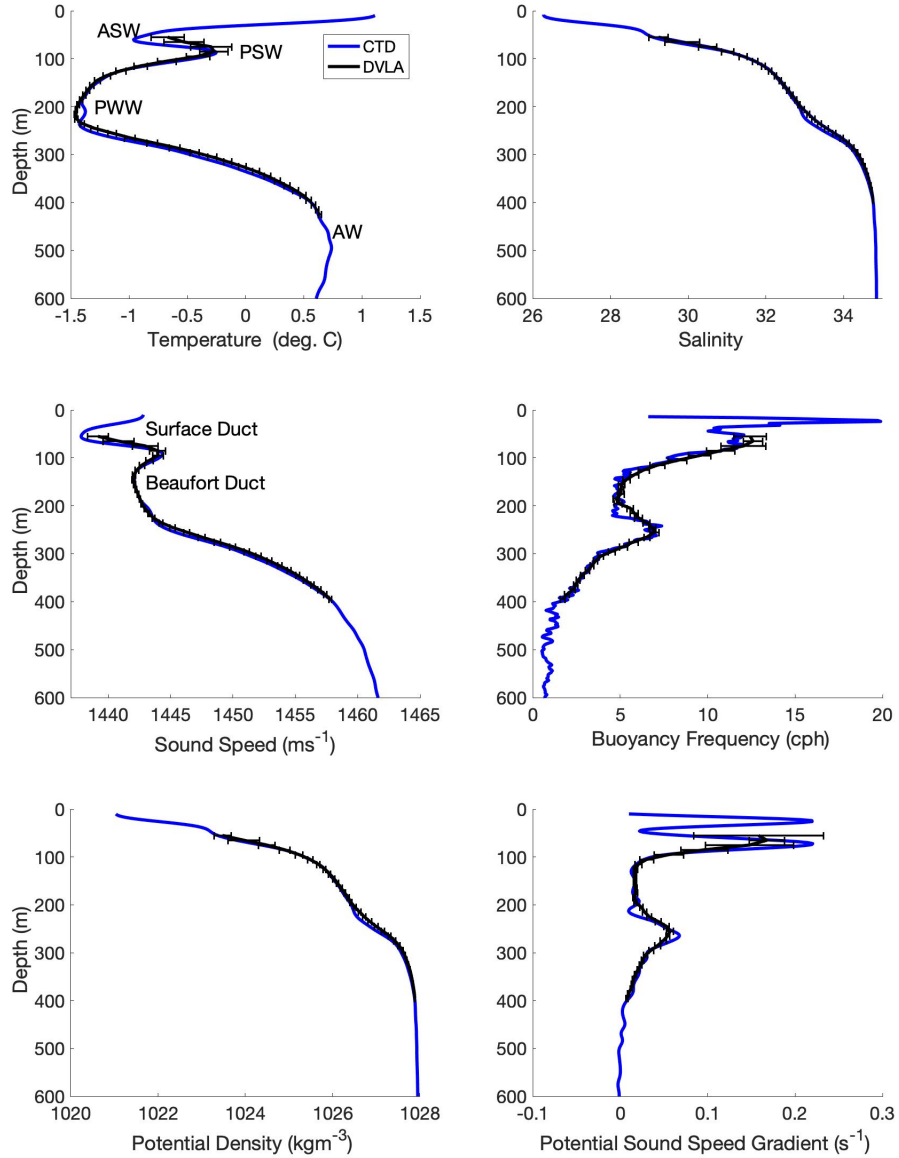 0
100
200
300
400
500
600
Depth (m)
ASW
PSW
PWW
AW
CTD
DVLA
-1.5 -1 -0.5 0 0.5 1 1.5
Temperature (deg. C)
0
100
200
300
400
500
600
26 28 30 32 34
Salinity
0
100
200
300
400
500
600
Depth (m)
Surface Duct
Beaufort Duct
1440 1445 1450 1455 1460 1465
Sound Speed (ms-1)
0
100
200
300
400
500
600
0 5 10 15 20
Buoyancy Frequency (cph)
0
100
200
300
400
500
600
Depth (m)
1020 1022 1024 1026 1028
Potential Density (kgm-3)
0
100
200
300
400
500
600
-0.1 0 0.1 0.2 0.3
Potential Sound Speed Gradient (s-1)